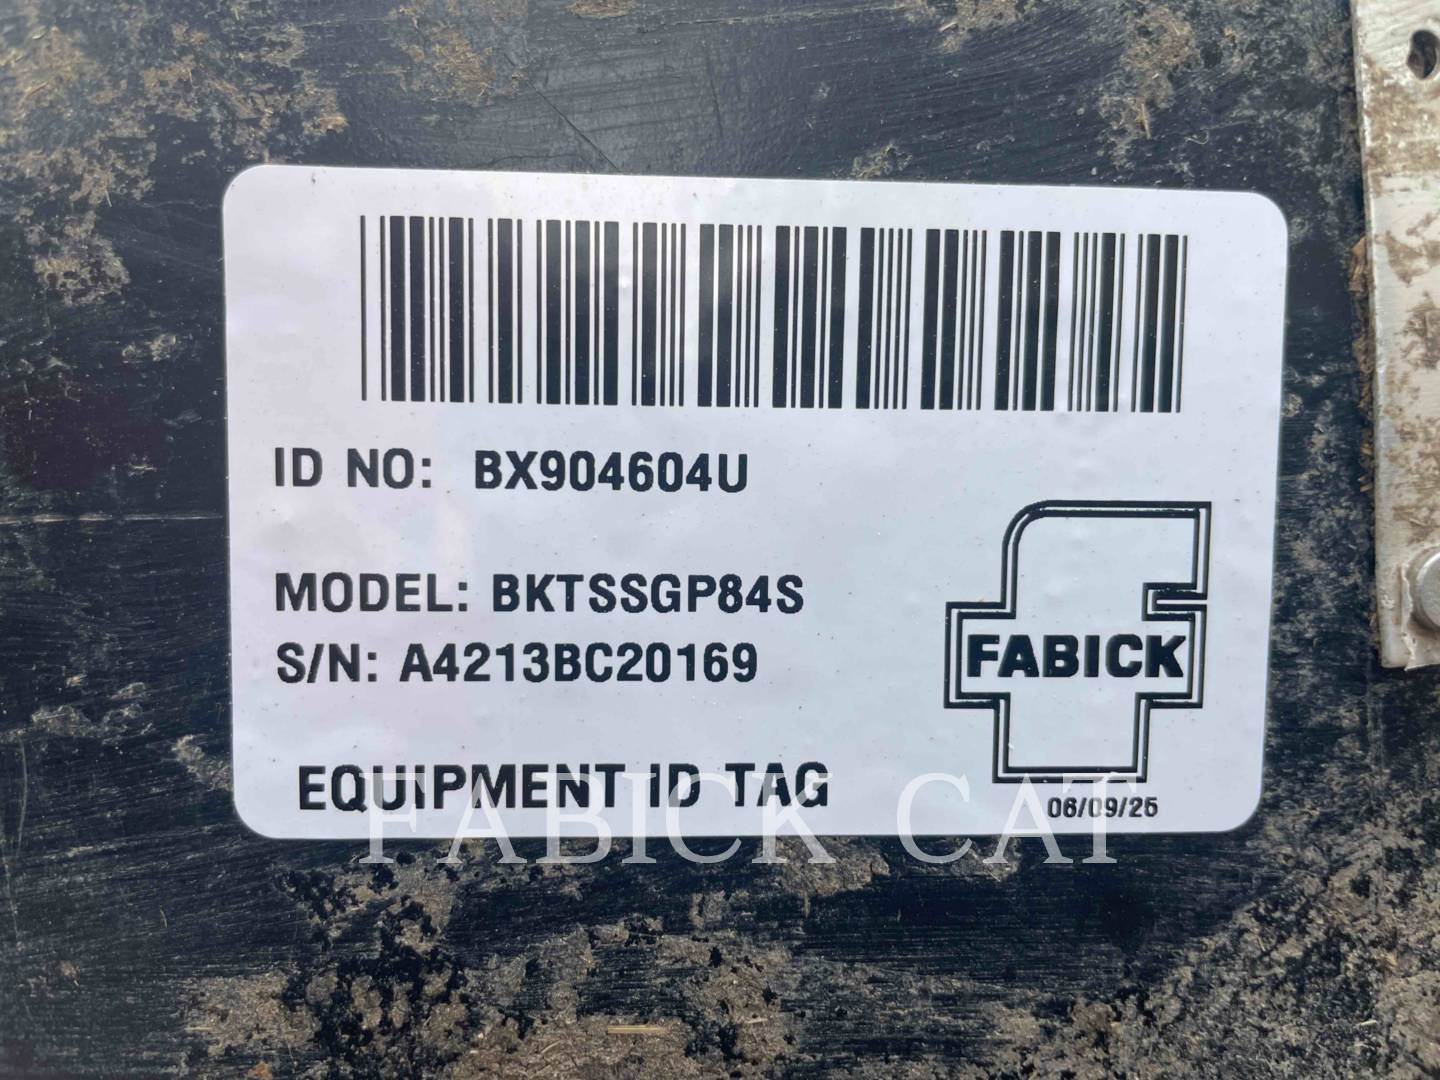 ID NO: BX904604U
MODEL: BKTSSGP84S
S/N: A4213BC20169
FABICK
EQUIPMENT ID TAG
06/09/25
FABICK CAT